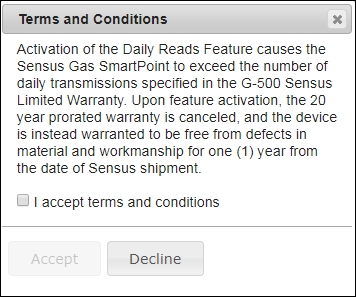 Terms and Conditions
Activation of the Daily Reads Feature causes the
Sensus Gas SmartPoint to exceed the number of
daily transmissions specified in the G-500 Sensus
Limited Warranty. Upon feature activation, the 20
year prorated warranty is canceled, and the device
is instead warranted to be free from defects in
material and workmanship for one (1) year from
the date of Sensus shipment.
I accept terms and conditions
Accept Decline